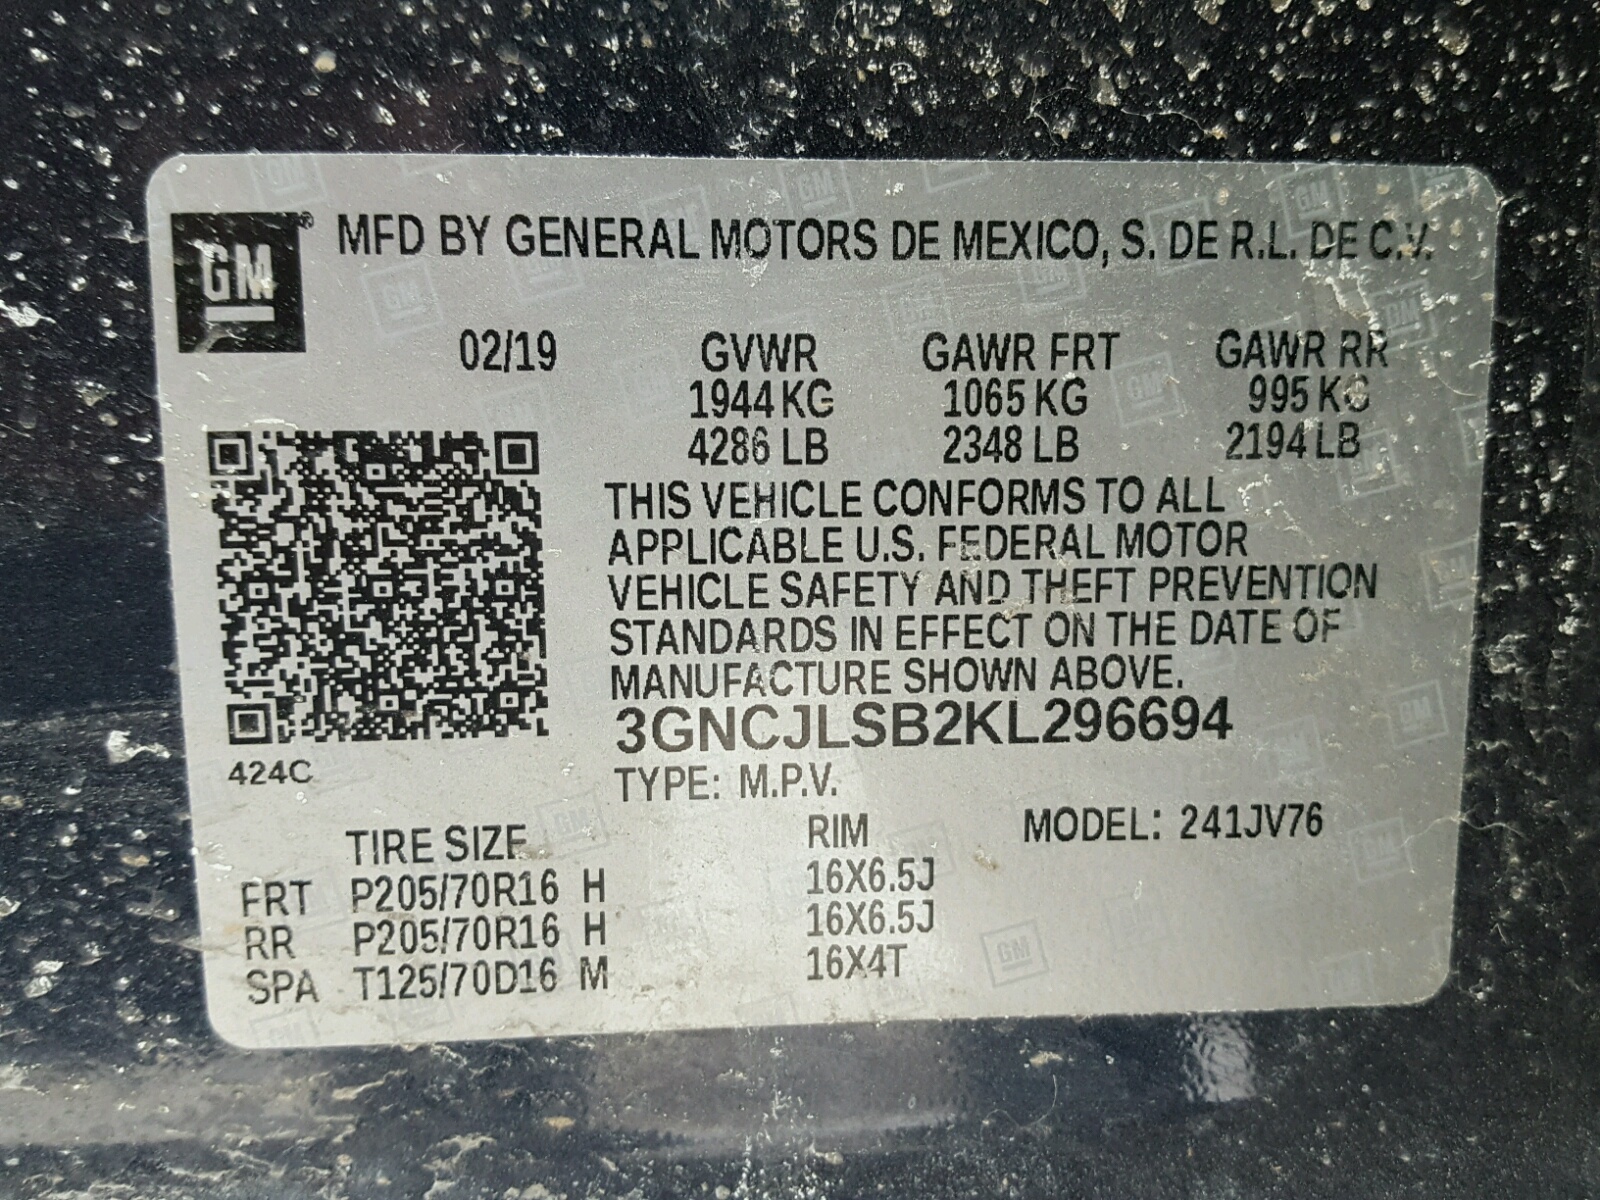 GM® MFD BY GENERAL MOTORS DE MEXICO, S. DE R.L. DE C.V.
02/19 GVWR GAWR FRT GAWR RR
1944 KG 1065 KG 995 KG
4286 LB 2348 LB 2194 LB
THIS VEHICLE CONFORMS TO ALL
APPLICABLE U.S. FEDERAL MOTOR
VEHICLE SAFETY AND THEFT PREVENTION
STANDARDS IN EFFECT ON THE DATE OF
MANUFACTURE SHOWN ABOVE.
3GNCJLSB2KL296694
424C
TYPE: M.P.V.
TIRE SIZE RIM MODEL: 241JV76
FRT P205/70R16 H 16X6.5J
RR P205/70R16 H 16X6.5J
SPA T125/70D16 M 16X4T